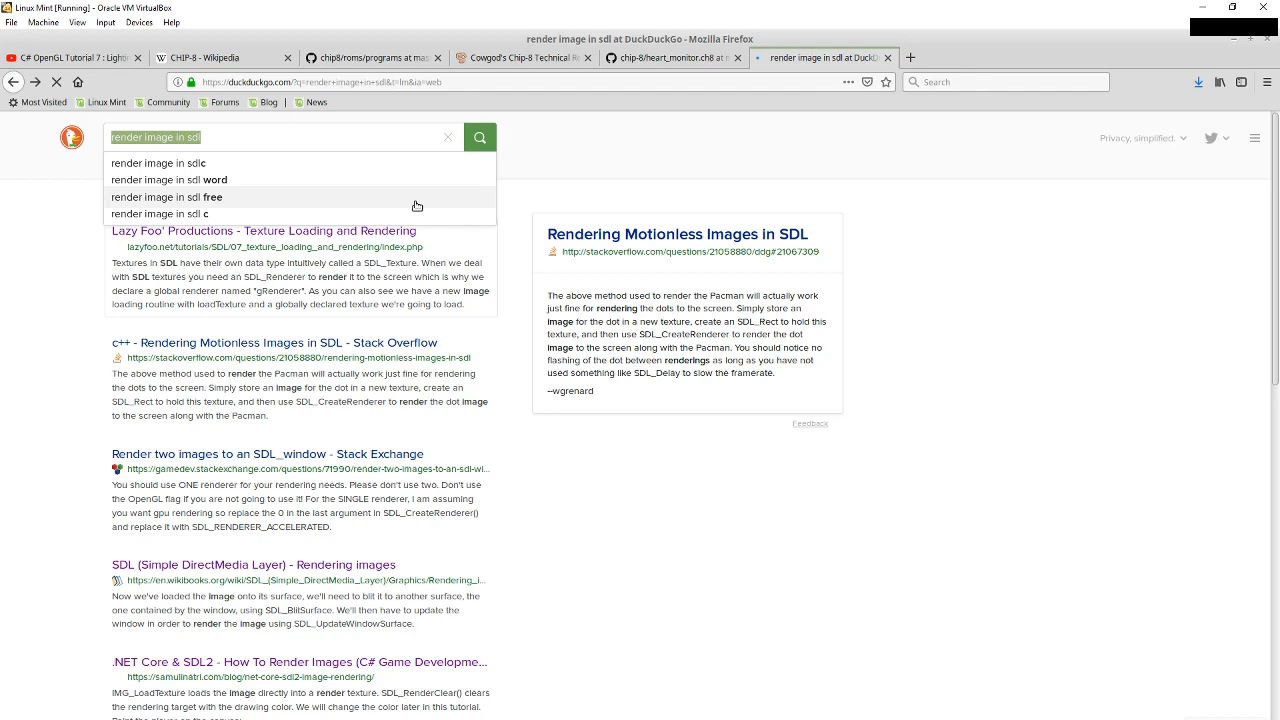 Linux Mint [Running] - Oracle VM VirtualBox
File Machine View Input Devices Help
render image in sdl at DuckDuckGo - Mozilla Firefox
C# OpenGL Tutorial 7 : Lightin
CHIP-8 - Wikipedia
chip8/roms/programs at mas
Cowgod's Chip-8 Technical Re
chip-8/heart_monitor.ch8 at m
render image in sdl at DuckD
https://duckduckgo.com/?q=render+image+in+sdl&t=lm&ia=web
Search
Most Visited Linux Mint Community Forums Blog News
render image in sdl
Privacy, simplified.
render image in sdlc
render image in sdl word
render image in sdl free
render image in sdl c
Lazy Foo' Productions - Texture Loading and Rendering
lazyfoo.net/tutorials/SDL/07_texture_loading_and_rendering/index.php
Textures in SDL have their own data type intuitively called a SDL_Texture. When we deal
with SDL textures you need an SDL_Renderer to render it to the screen which is why we
declare a global renderer named "gRenderer". As you can also see we have a new image
loading routine with loadTexture and a globally declared texture we're going to load.
c++ - Rendering Motionless Images in SDL - Stack Overflow
https://stackoverflow.com/questions/21058880/rendering-motionless-images-in-sdl
The above method used to render the Pacman will actually work just fine for rendering
the dots to the screen. Simply store an image for the dot in a new texture, create an
SDL_Rect to hold this texture, and then use SDL_CreateRenderer to render the dot image
to the screen along with the Pacman.
Render two images to an SDL_window - Stack Exchange
https://gamedev.stackexchange.com/questions/71990/render-two-images-to-an-sdl-wi...
You should use ONE renderer for your rendering needs. Please don't use two. Don't use
the OpenGL flag if you are not going to use it! For the SINGLE renderer, I am assuming
you want gpu rendering so replace the 0 in the last argument in SDL_CreateRenderer()
and replace it with SDL_RENDERER_ACCELERATED.
SDL (Simple DirectMedia Layer) - Rendering images
https://en.wikibooks.org/wiki/SDL_(Simple_DirectMedia_Layer)/Graphics/Rendering_i...
Now we've loaded the image onto its surface, we'll need to blit it to another surface, the
one contained by the window, using SDL_BlitSurface. We'll then have to update the
window in order to render the image using SDL_UpdateWindowSurface.
.NET Core & SDL2 - How To Render Images (C# Game Developme...
https://samulinatri.com/blog/net-core-sdl2-image-rendering/
IMG_LoadTexture loads the image directly into a render texture. SDL_RenderClear() clears
the rendering target with the drawing color. We will change the color later in this tutorial.
Rendering Motionless Images in SDL
http://stackoverflow.com/questions/21058880/ddg#21067309
The above method used to render the Pacman will actually work
just fine for rendering the dots to the screen. Simply store an
image for the dot in a new texture, create an SDL_Rect to hold this
texture, and then use SDL_CreateRenderer to render the dot
image to the screen along with the Pacman. You should notice no
flashing of the dot between renderings as long as you have not
used something like SDL_Delay to slow the framerate.
--wgrenard
Feedback